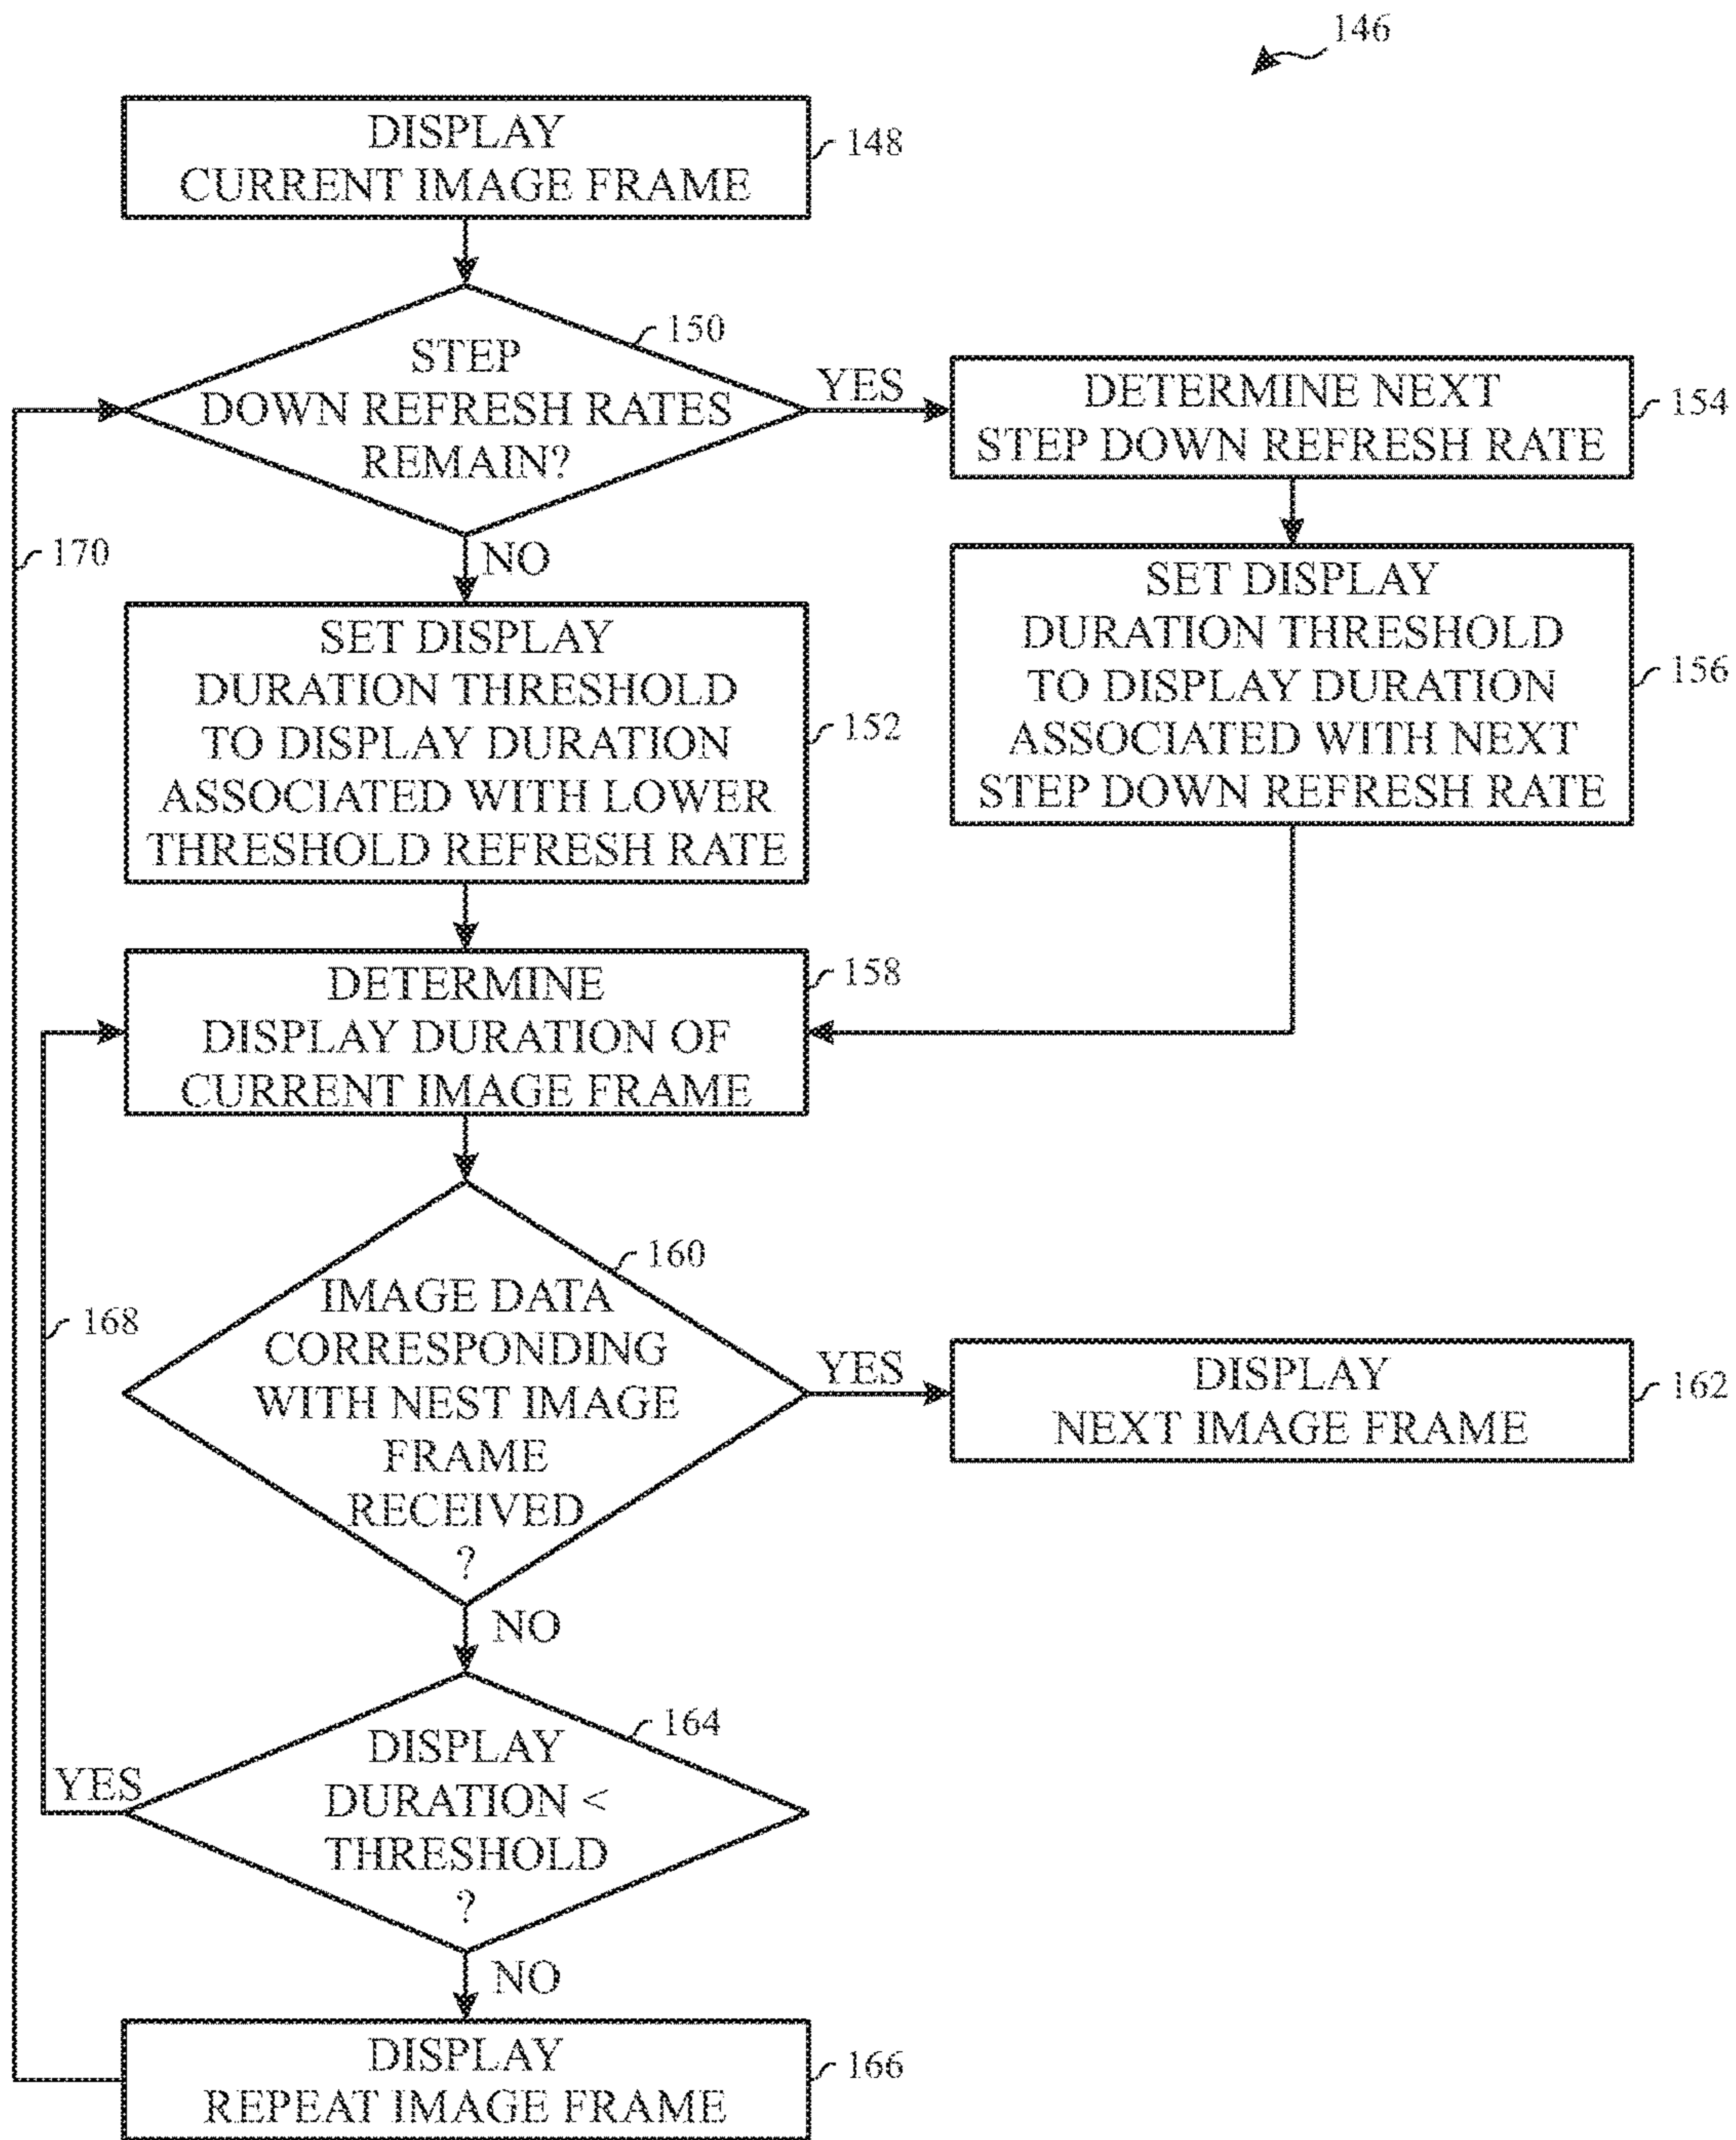 146
DISPLAY
CURRENT IMAGE FRAME
148
STEP
DOWN REFRESH RATES
REMAIN?
150
YES
DETERMINE NEXT
STEP DOWN REFRESH RATE
154
NO
170
SET DISPLAY
DURATION THRESHOLD
TO DISPLAY DURATION
ASSOCIATED WITH LOWER
THRESHOLD REFRESH RATE
152
SET DISPLAY
DURATION THRESHOLD
TO DISPLAY DURATION
ASSOCIATED WITH NEXT
STEP DOWN REFRESH RATE
156
DETERMINE
DISPLAY DURATION OF
CURRENT IMAGE FRAME
158
168
IMAGE DATA
CORRESPONDING
WITH NEST IMAGE
FRAME
RECEIVED
?
160
YES
DISPLAY
NEXT IMAGE FRAME
162
NO
DISPLAY
DURATION <
THRESHOLD
?
164
YES
NO
DISPLAY
REPEAT IMAGE FRAME
166